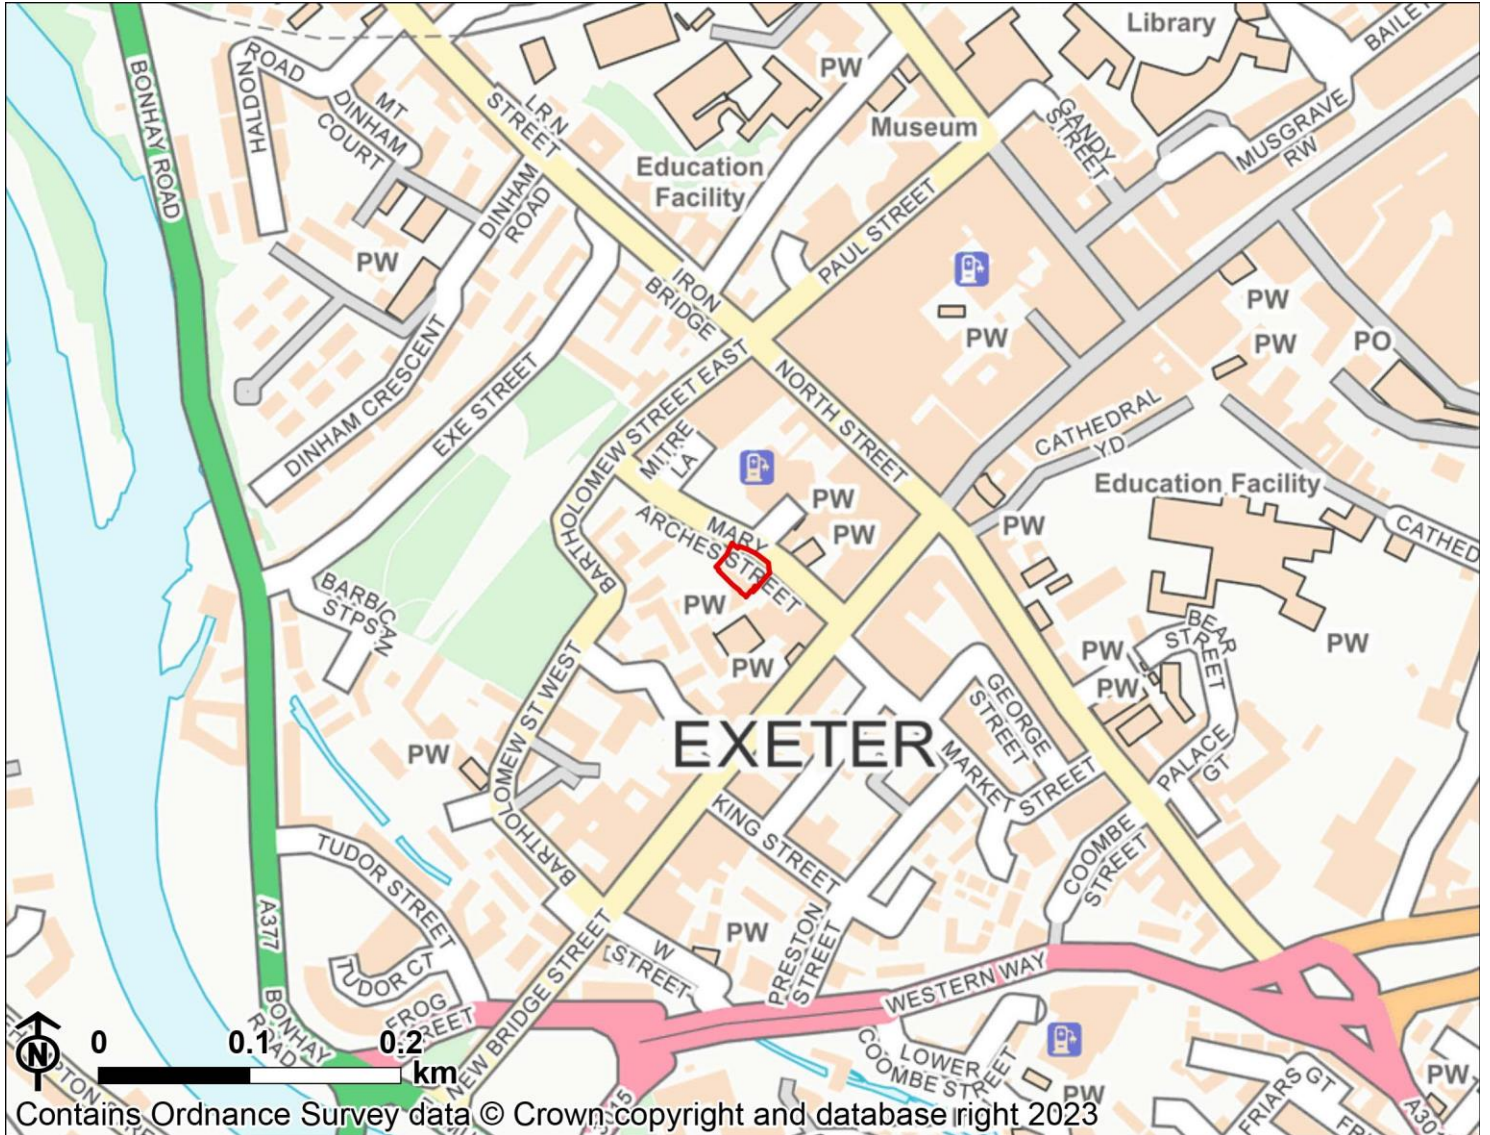 Library
BAILEY
BONHAY ROAD
HALDON
ROAD
MT
DINHAM
COURT
LR N
STREET
PW
Museum
GANDY
STREET
MUSGRAVE
RW
Education
Facility
DINHAM
ROAD
PAUL STREET
PW
IRON
BRIDGE
PW
PW
PW
PO
DINHAM CRESCENT
EXE STREET
BARTHOLOMEW STREET EAST
NORTH STREET
CATHEDRAL
YD
MITRE
LA
Education Facility
PW
PW
PW
CATHED
MARY
ARCHES STREET
BARBICAN
STPS
PW
PW
BEAR
STREET
PW
PW
PW
GEORGE
STREET
EXETER
MARKET STREET
PALACE
GT
PW
BARTHOLOMEW ST WEST
KING STREET
COOMBE
STREET
TUDOR STREET
A377
PRESTON
STREET
PW
W
STREET
TUDOR CT
FROG
STREET
WESTERN WAY
BONHAY
ROAD
NEW BRIDGE STREET
LOWER
COOMBE ST
STREET
PW
FRIARS GT
PW
N
0 0.1 0.2
km
Contains Ordnance Survey data © Crown copyright and database right 2023